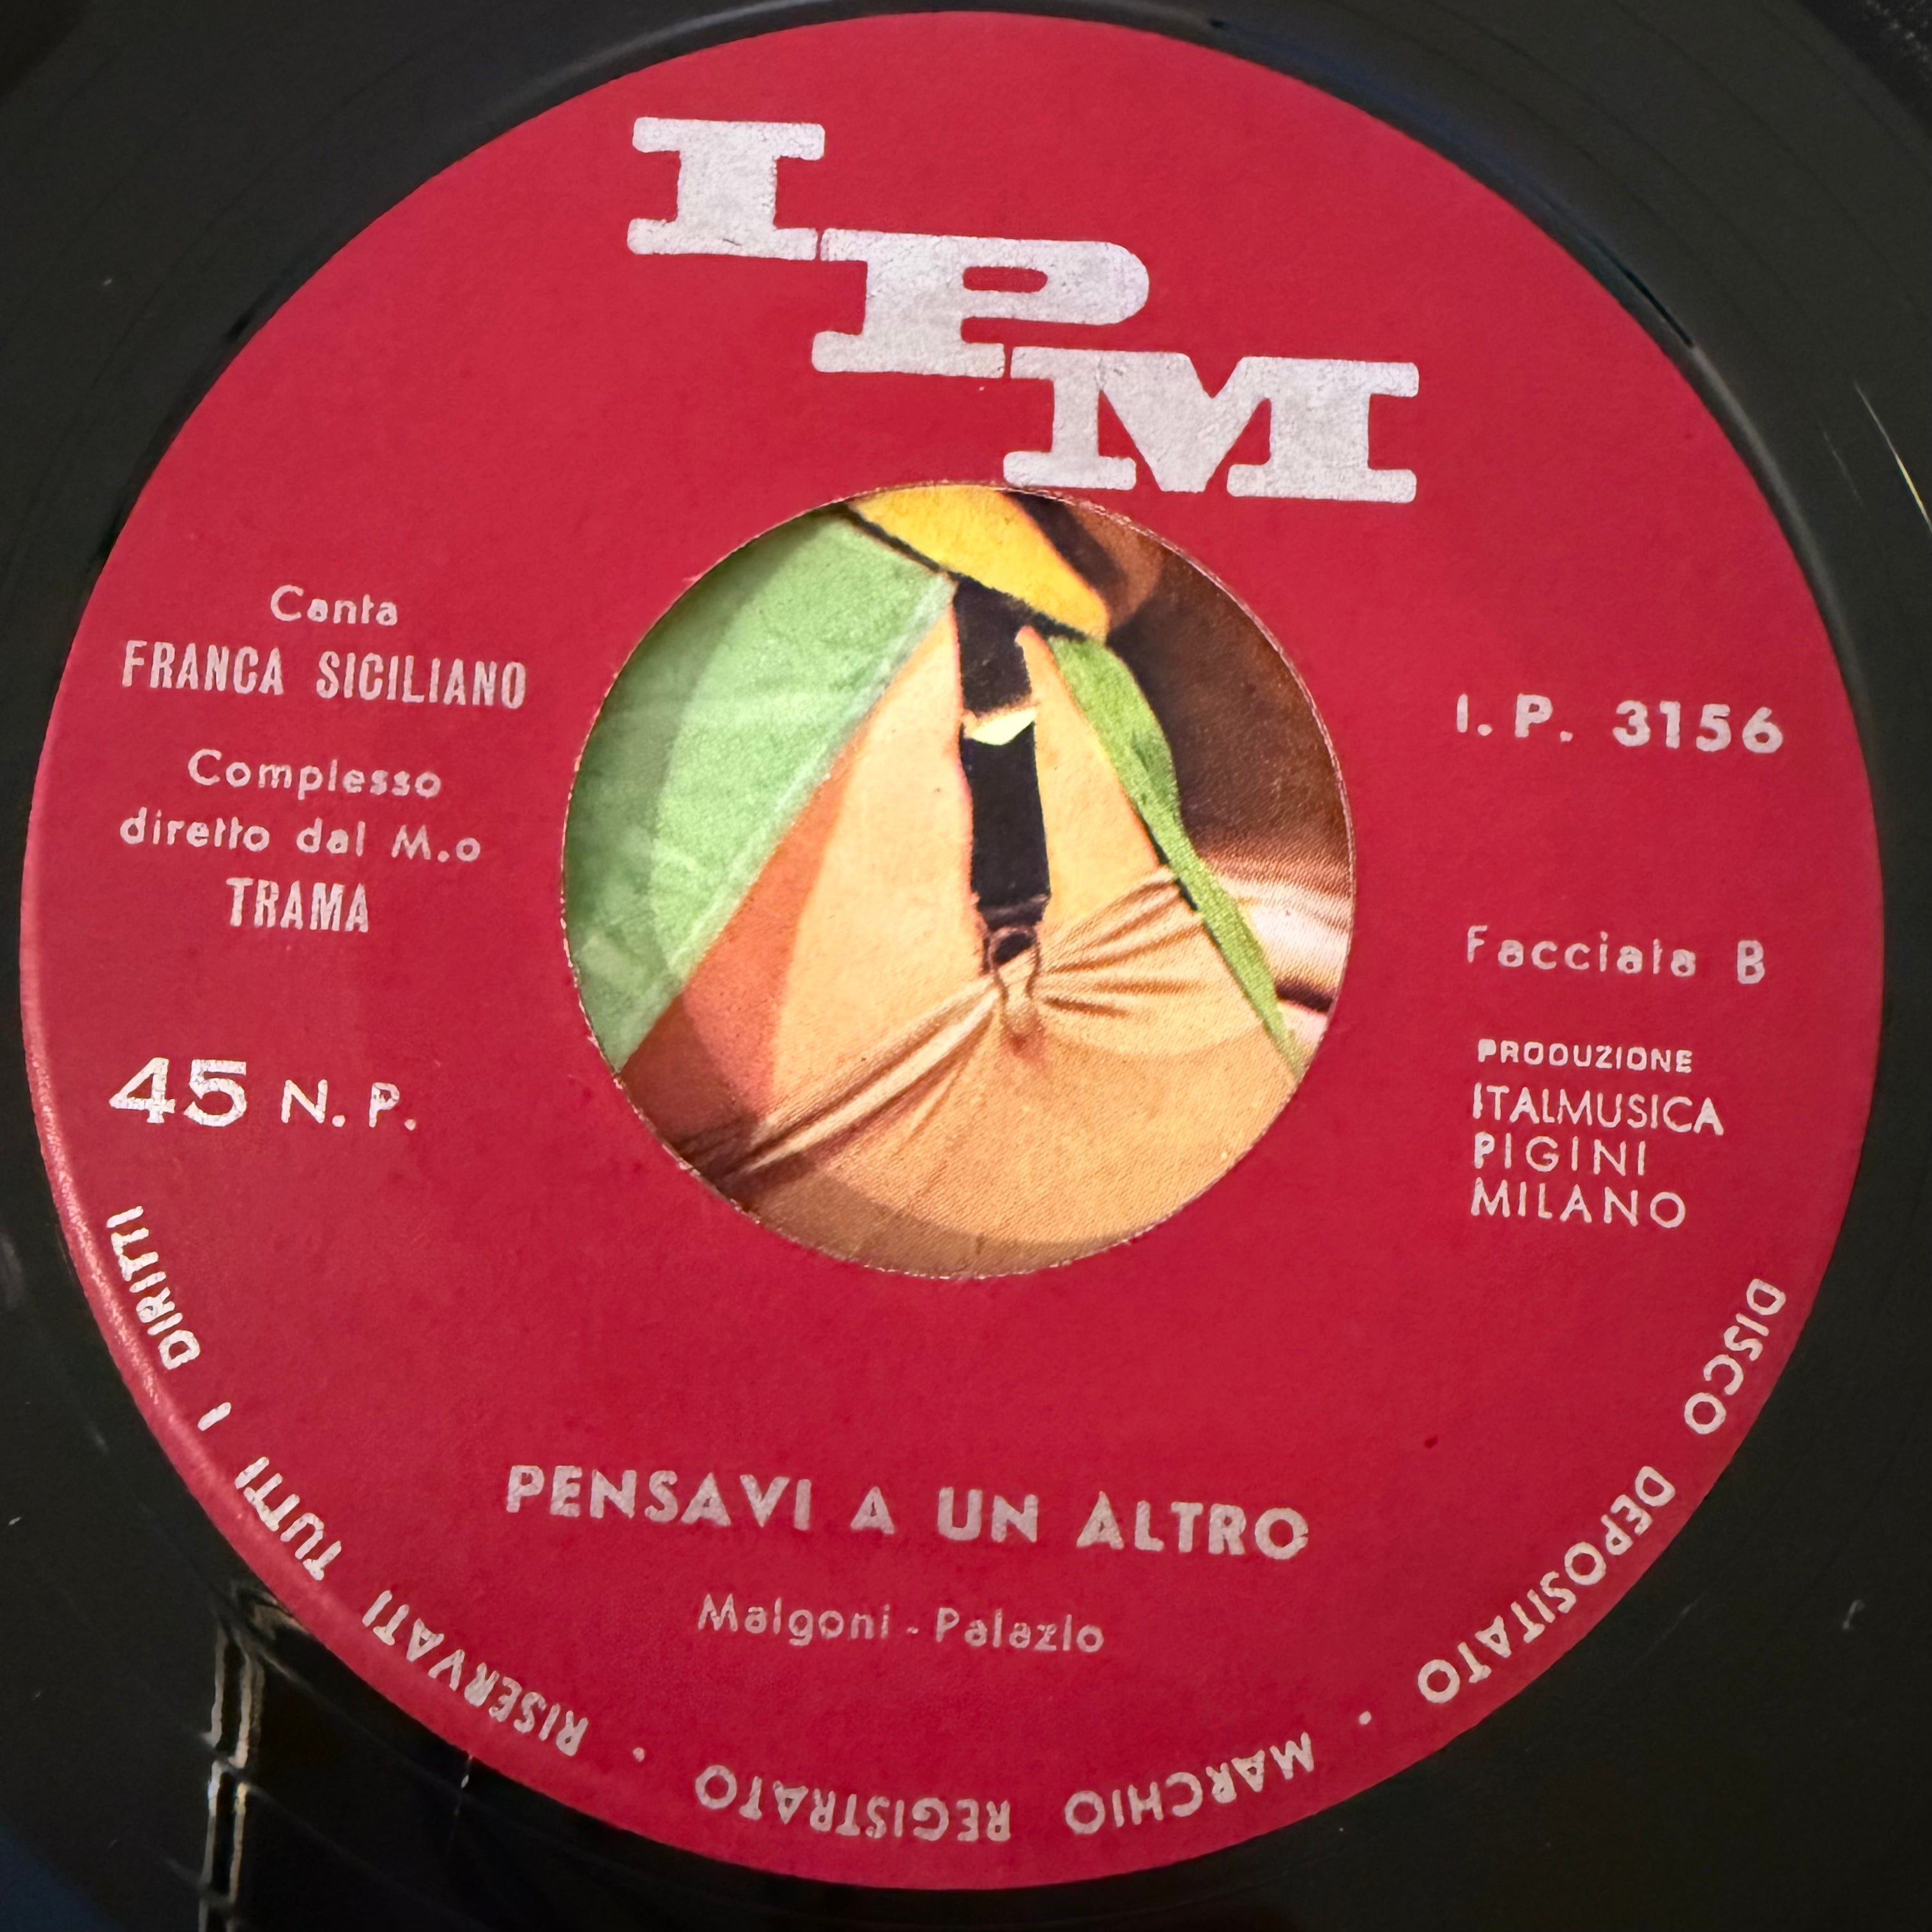 IPM
Canta
FRANCA SICILIANO
Complesso
diretto dal M.o
TRAMA
45 N. P.
I. P. 3156
Facciata B
PRODUZIONE
ITALMUSICA
PIGINI
MILANO
PENSAVI A UN ALTRO
Malgoni - Palazio
DISCO DEPOSITATO · MARCHIO REGISTRATO · RISERVATI TUTTI I DIRITTI